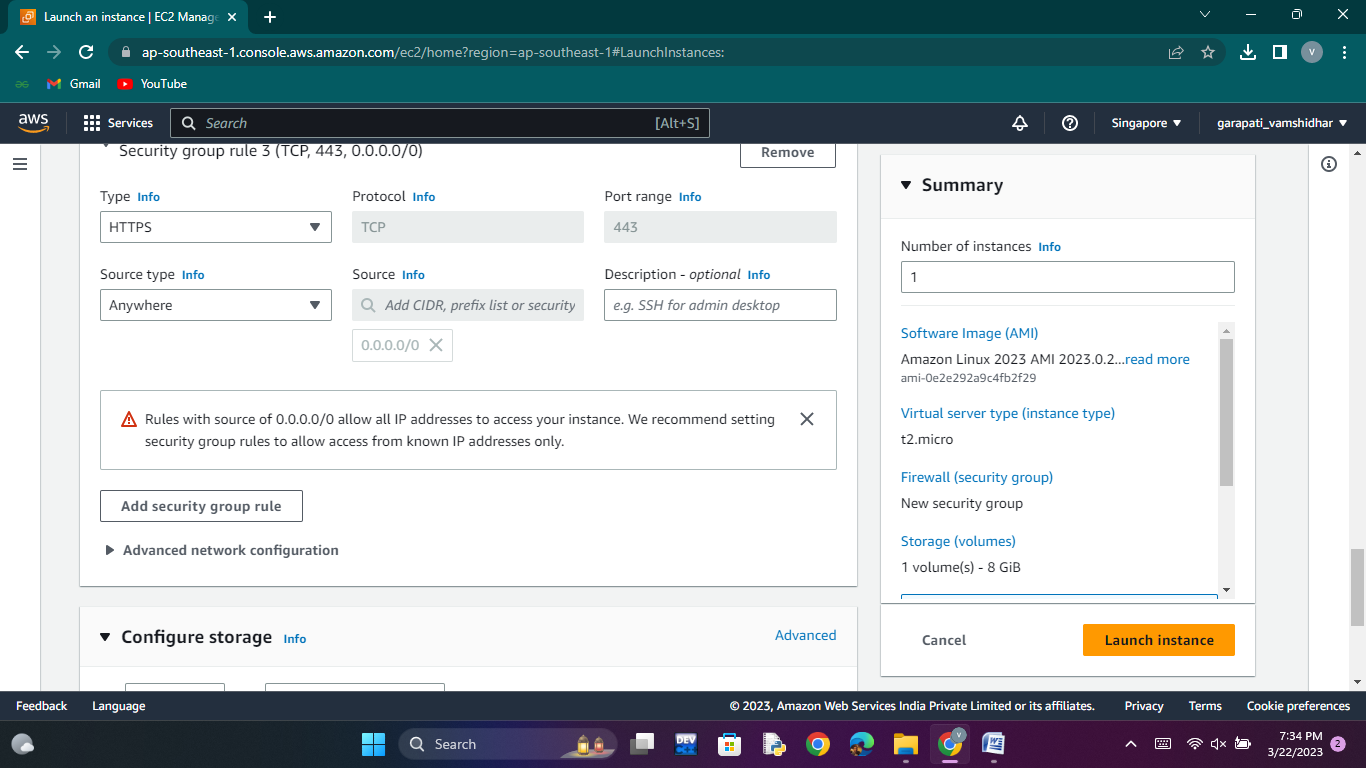 Launch an instance | EC2 Manage
ap-southeast-1.console.aws.amazon.com/ec2/home?region=ap-southeast-1#LaunchInstances:
V
Gmail
YouTube
aws
Services
Search
[Alt+S]
Singapore
garapati_vamshidhar
Security group rule 3 (TCP, 443, 0.0.0.0/0)
Remove
Type Info
Protocol Info
Port range Info
HTTPS
TCP
443
Source type Info
Source Info
Description - optional Info
Anywhere
Add CIDR, prefix list or security
e.g. SSH for admin desktop
0.0.0.0/0
Rules with source of 0.0.0.0/0 allow all IP addresses to access your instance. We recommend setting
security group rules to allow access from known IP addresses only.
Add security group rule
Advanced network configuration
Configure storage Info
Advanced
Summary
Number of instances Info
1
Software Image (AMI)
Amazon Linux 2023 AMI 2023.0.2...read more
ami-0e2e292a9c4fb2f29
Virtual server type (instance type)
t2.micro
Firewall (security group)
New security group
Storage (volumes)
1 volume(s) - 8 GiB
Cancel
Launch instance
Feedback
Language
© 2023, Amazon Web Services India Private Limited or its affiliates.
Privacy
Terms
Cookie preferences
Search
DEV
V
7:34 PM
3/22/2023
2